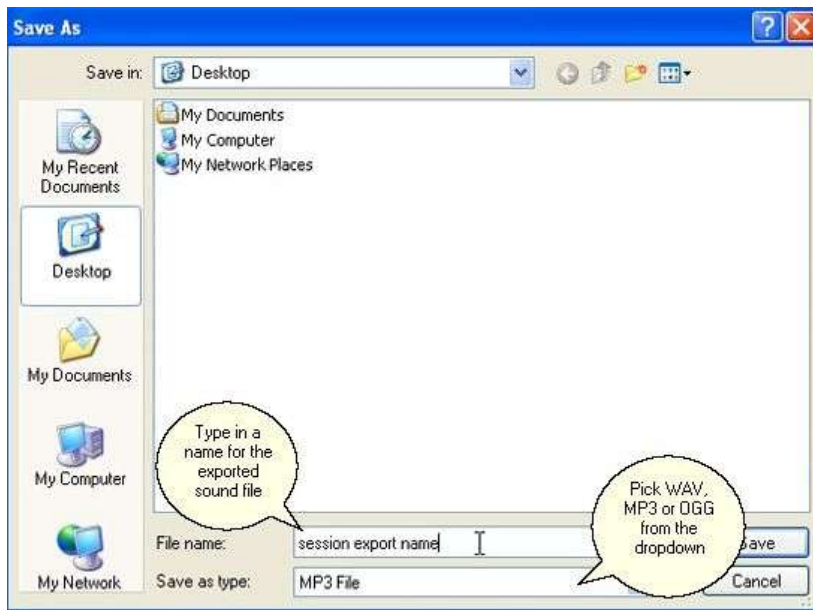 Save As
Save in: Desktop
My Documents
My Computer
My Network Places
My Recent
Documents
Desktop
My Documents
My Computer
My Network
Type in a
name for the
exported
sound file
Pick WAV,
MP3 or OGG
from the
dropdown
File name: session export name
Save as type: MP3 File
Cancel